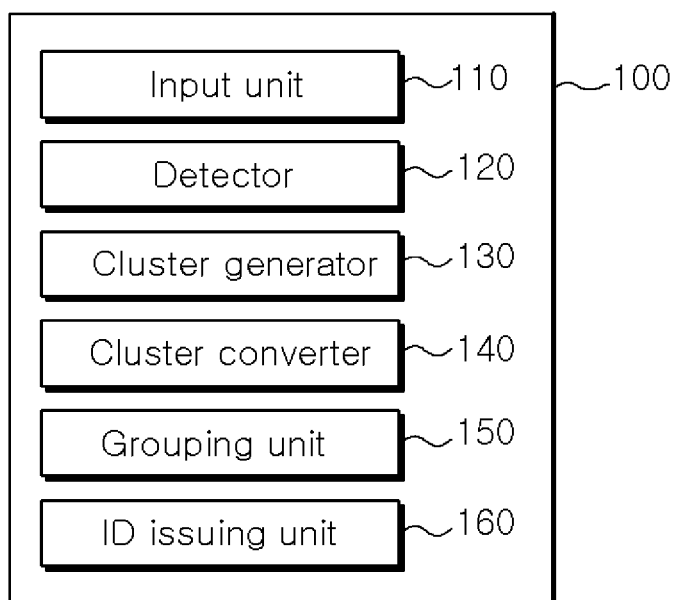 Input unit 110 100
Detector 120
Cluster generator 130
Cluster converter 140
Grouping unit 150
ID issuing unit 160